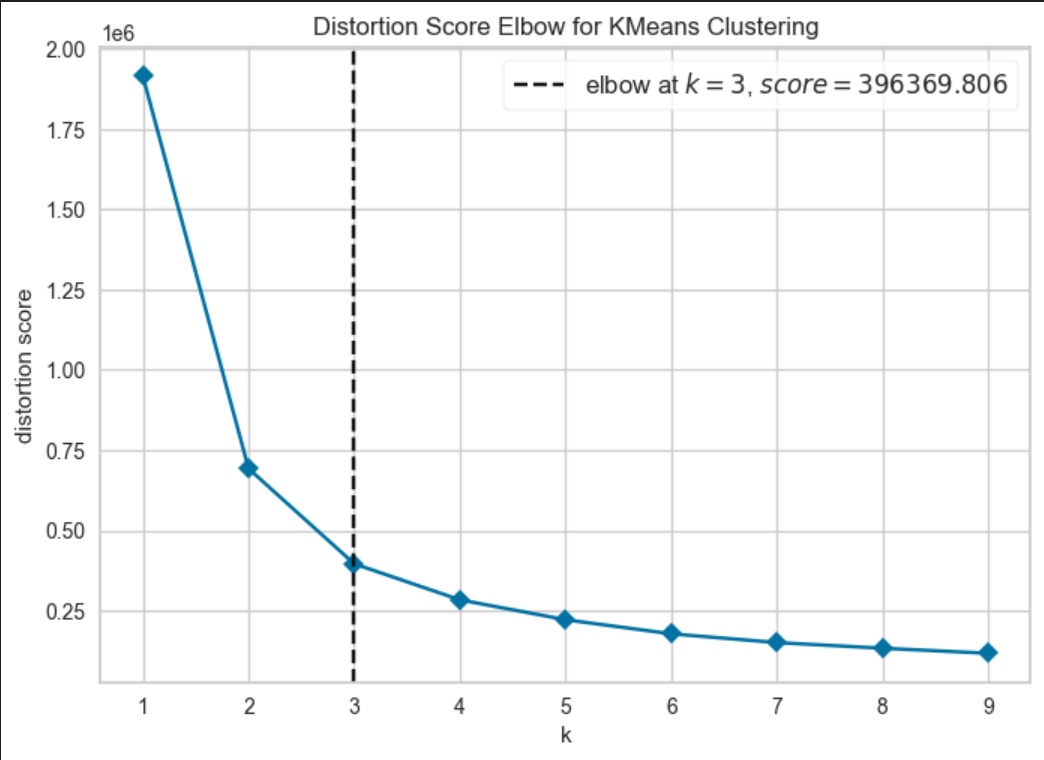 Distortion Score Elbow for KMeans Clustering
1e6
elbow at k = 3, score = 396369.806
2.00
1.75
1.50
1.25
1.00
0.75
0.50
0.25
distortion score
1 2 3 4 5 6 7 8 9
k